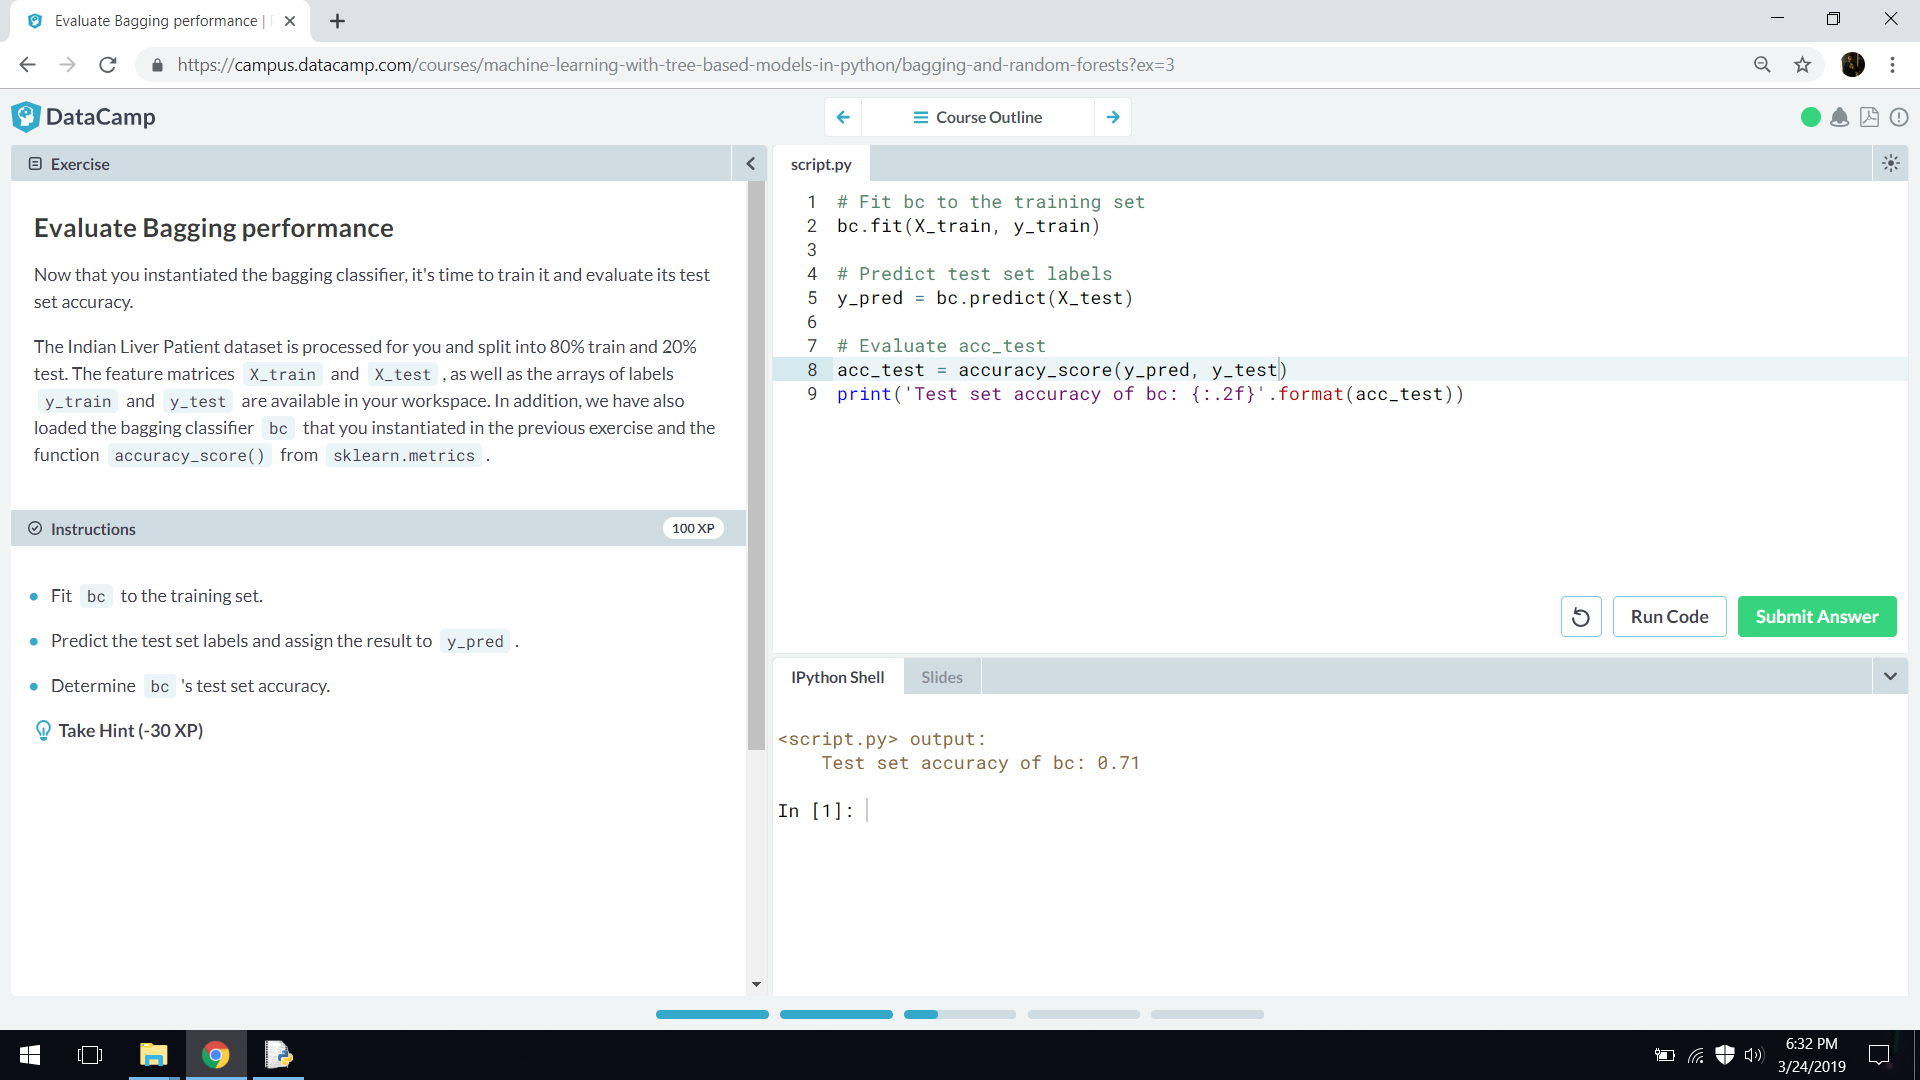 Evaluate Bagging performance |
https://campus.datacamp.com/courses/machine-learning-with-tree-based-models-in-python/bagging-and-random-forests?ex=3
DataCamp
Course Outline
Exercise
Evaluate Bagging performance
Now that you instantiated the bagging classifier, it's time to train it and evaluate its test
set accuracy.
The Indian Liver Patient dataset is processed for you and split into 80% train and 20%
test. The feature matrices X_train and X_test , as well as the arrays of labels
y_train and y_test are available in your workspace. In addition, we have also
loaded the bagging classifier bc that you instantiated in the previous exercise and the
function accuracy_score() from sklearn.metrics .
Instructions
100 XP
Fit bc to the training set.
Predict the test set labels and assign the result to y_pred .
Determine bc 's test set accuracy.
Take Hint (-30 XP)
script.py
1 # Fit bc to the training set
2 bc.fit(X_train, y_train)
3
4 # Predict test set labels
5 y_pred = bc.predict(X_test)
6
7 # Evaluate acc_test
8 acc_test = accuracy_score(y_pred, y_test)
9 print('Test set accuracy of bc: {:.2f}'.format(acc_test))
Run Code
Submit Answer
IPython Shell
Slides
<script.py> output:
Test set accuracy of bc: 0.71
In [1]:
6:32 PM
3/24/2019